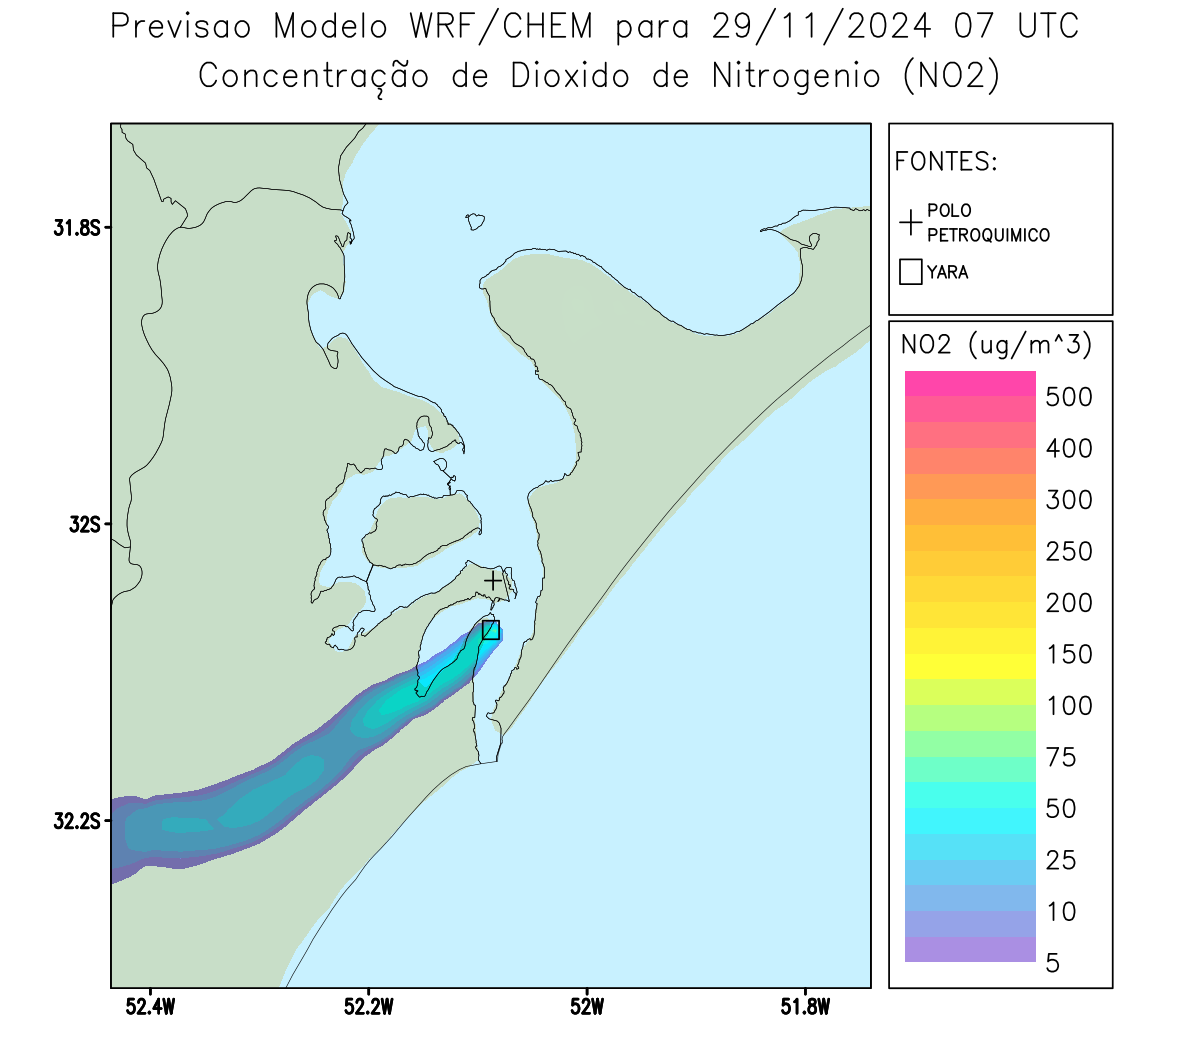 Previsao Modelo WRF/CHEM para 29/11/2024 07 UTC
Concentração de Dioxido de Nitrogenio (NO2)
FONTES:
POLO
PETROQUIMICO
YARA
NO2 (ug/m^3)
500
400
300
250
200
150
100
75
50
25
10
5
31.8S
32S
32.2S
52.4W
52.2W
52W
51.8W